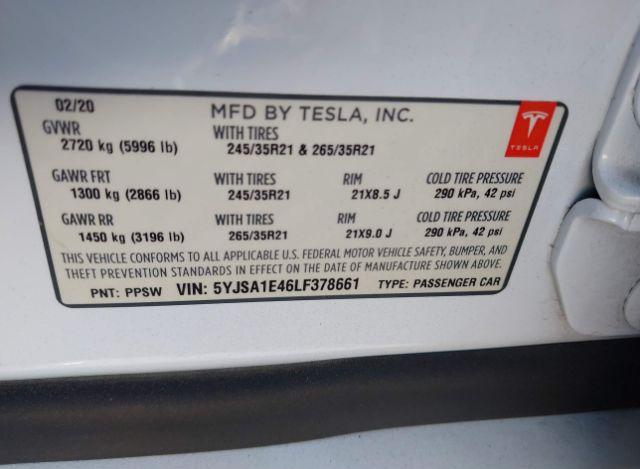 02/20 MFD BY TESLA, INC.
GVWR WITH TIRES
2720 kg (5996 lb) 245/35R21 & 265/35R21
TESLA
GAWR FRT WITH TIRES RIM COLD TIRE PRESSURE
1300 kg (2866 lb) 245/35R21 21X8.5 J 290 kPa, 42 psi
GAWR RR WITH TIRES RIM COLD TIRE PRESSURE
1450 kg (3196 lb) 265/35R21 21X9.0 J 290 kPa, 42 psi
THIS VEHICLE CONFORMS TO ALL APPLICABLE U.S. FEDERAL MOTOR VEHICLE SAFETY, BUMPER, AND
THEFT PREVENTION STANDARDS IN EFFECT ON THE DATE OF MANUFACTURE SHOWN ABOVE.
PNT: PPSW VIN: 5YJSA1E46LF378661 TYPE: PASSENGER CAR